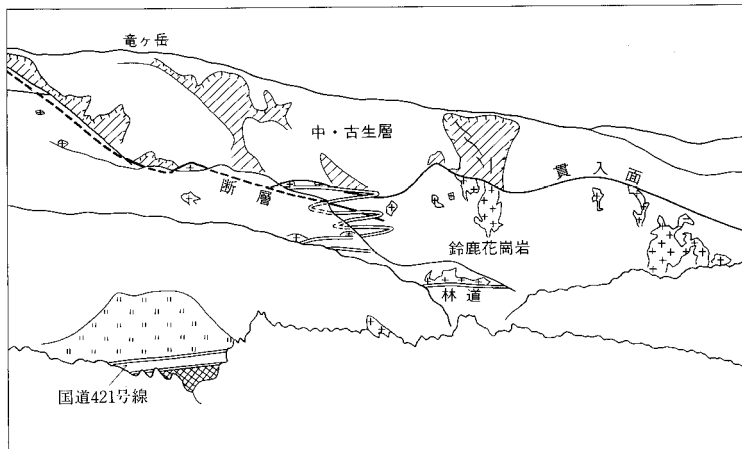 竜ヶ岳
中・古生層
貫入面
断層
鈴鹿花崗岩
林道
国道421号線